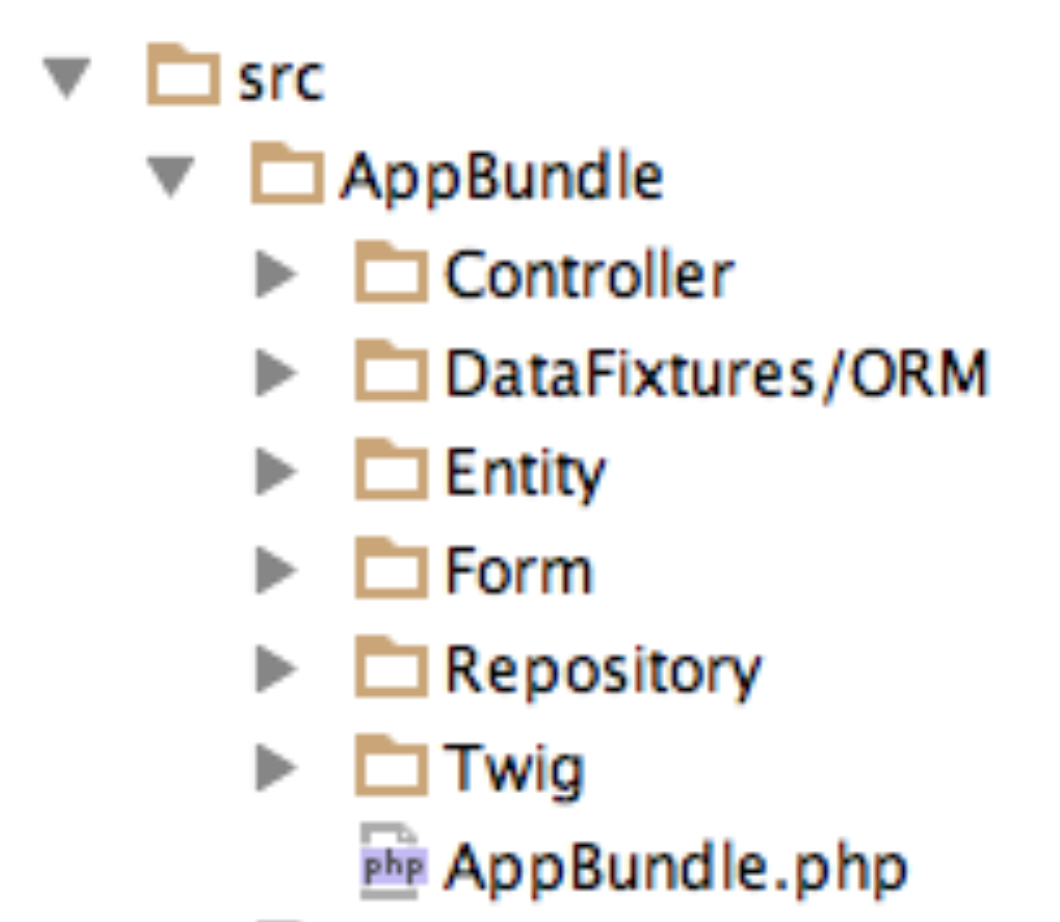 src
AppBundle
Controller
DataFixtures/ORM
Entity
Form
Repository
Twig
php AppBundle.php